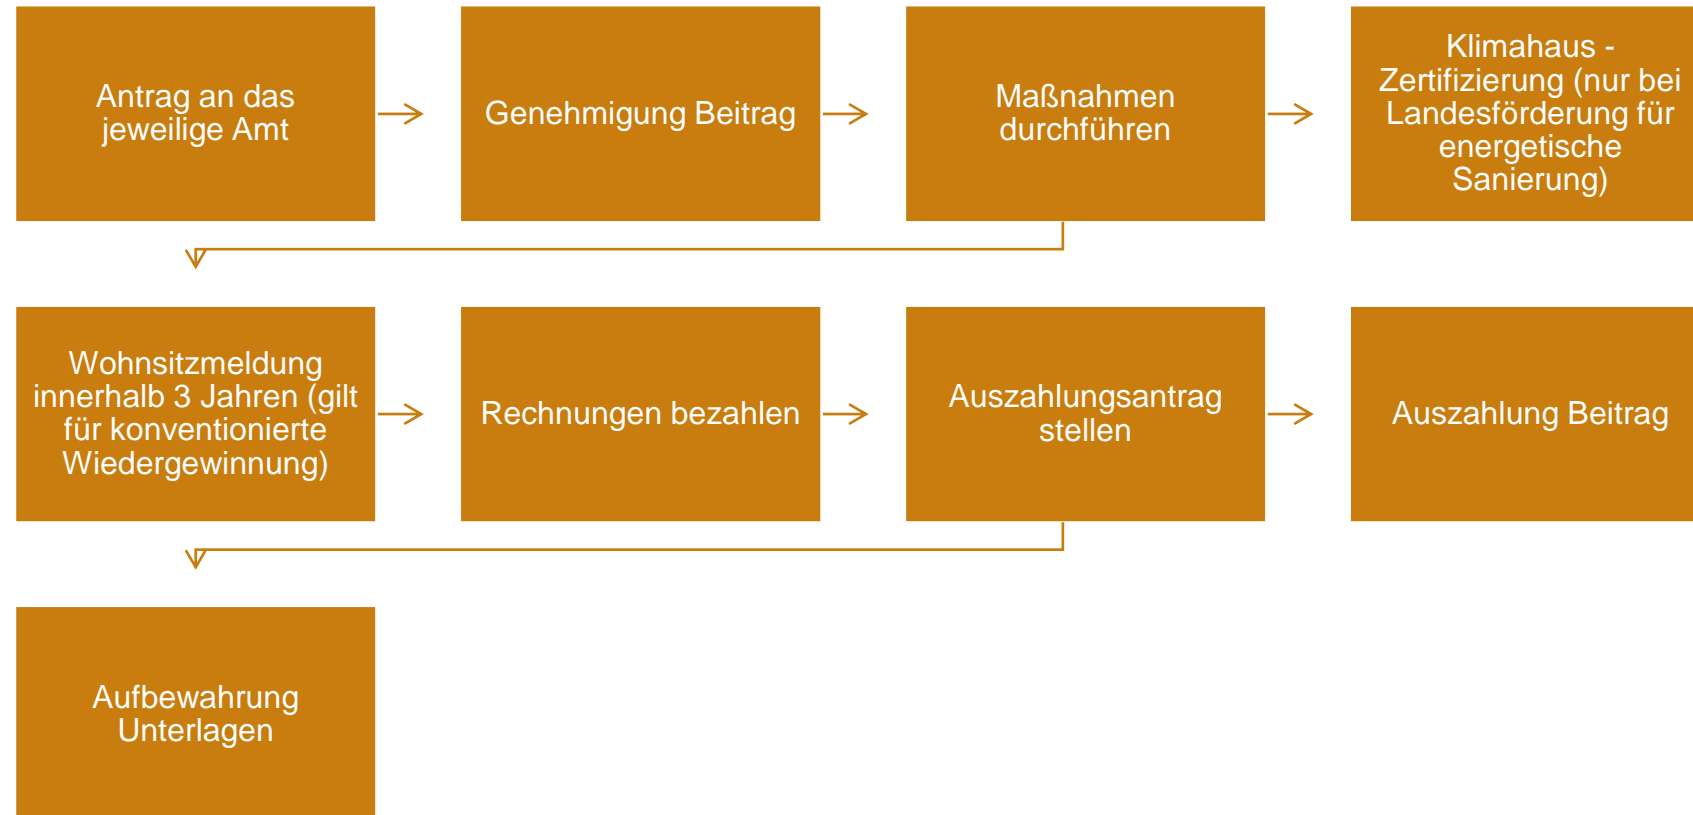 Antrag an das
jeweilige Amt
Genehmigung Beitrag
Maßnahmen
durchführen
Klimahaus -
Zertifizierung (nur bei
Landesförderung für
energetische
Sanierung)
Wohnsitzmeldung
innerhalb 3 Jahren (gilt
für konventionierte
Wiedergewinnung)
Rechnungen bezahlen
Auszahlungsantrag
stellen
Auszahlung Beitrag
Aufbewahrung
Unterlagen